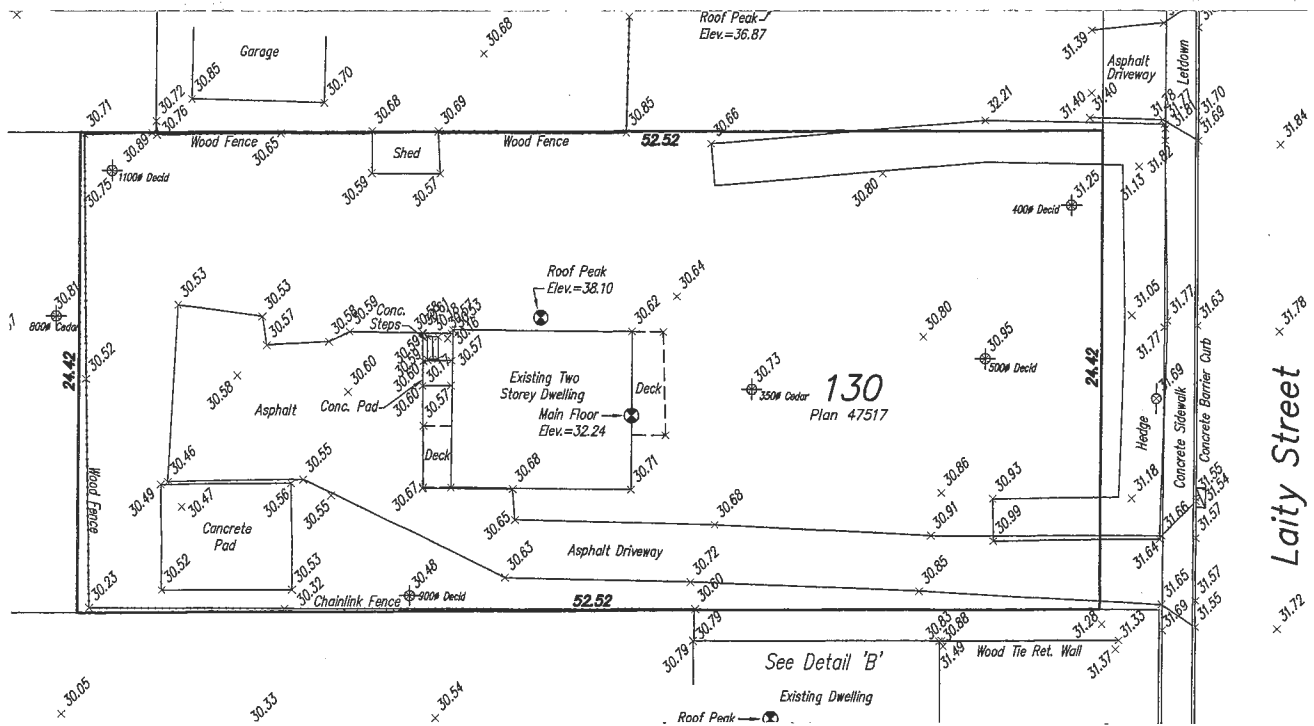 Roof Peak
Elev.=36.87
30.68
Garage
30.85
30.70
31.39
Asphalt
Driveway
Letdown
30.71
30.72
30.76
30.89
Wood Fence
30.65
30.68
30.69
Wood Fence
30.85
52.52
30.66
32.21
31.40
31.40
31.78
31.77
31.81
31.70
31.69
31.84
Shed
30.59
30.57
30.75
1100ø Decid
30.80
400ø Decid
31.25
31.13
31.82
30.81
800ø Cedar
30.53
30.53
30.57
30.58
30.59
Conc.
Steps
Roof Peak
Elev.=38.10
30.64
30.62
30.80
31.05
31.77
31.77
31.63
31.78
24.42
30.52
30.58
30.60
Asphalt
Conc. Pad
30.59
30.59
30.60
30.60
30.57
30.57
Existing Two
Storey Dwelling
Main Floor
Elev.=32.24
Deck
Deck
30.73
350ø Cedar
130
Plan 47517
30.95
500ø Decid
24.42
31.69
Hedge
Concrete Sidewalk
Concrete Barrier Curb
Laity Street
Wood Fence
30.46
30.49
30.47
30.56
30.55
30.55
Concrete
Pad
30.52
30.53
30.32
30.23
Chainlink Fence
30.48
900ø Decid
30.67
30.68
30.71
30.65
30.63
Asphalt Driveway
30.68
30.72
30.60
52.52
30.86
30.91
30.93
30.99
30.85
31.18
31.66
31.64
31.55
31.54
31.57
31.65
31.69
31.57
31.55
31.72
30.79
30.79
30.83
30.88
31.49
31.28
31.33
31.37
Wood Tie Ret. Wall
See Detail 'B'
Existing Dwelling
Roof Peak
30.05
30.33
30.54